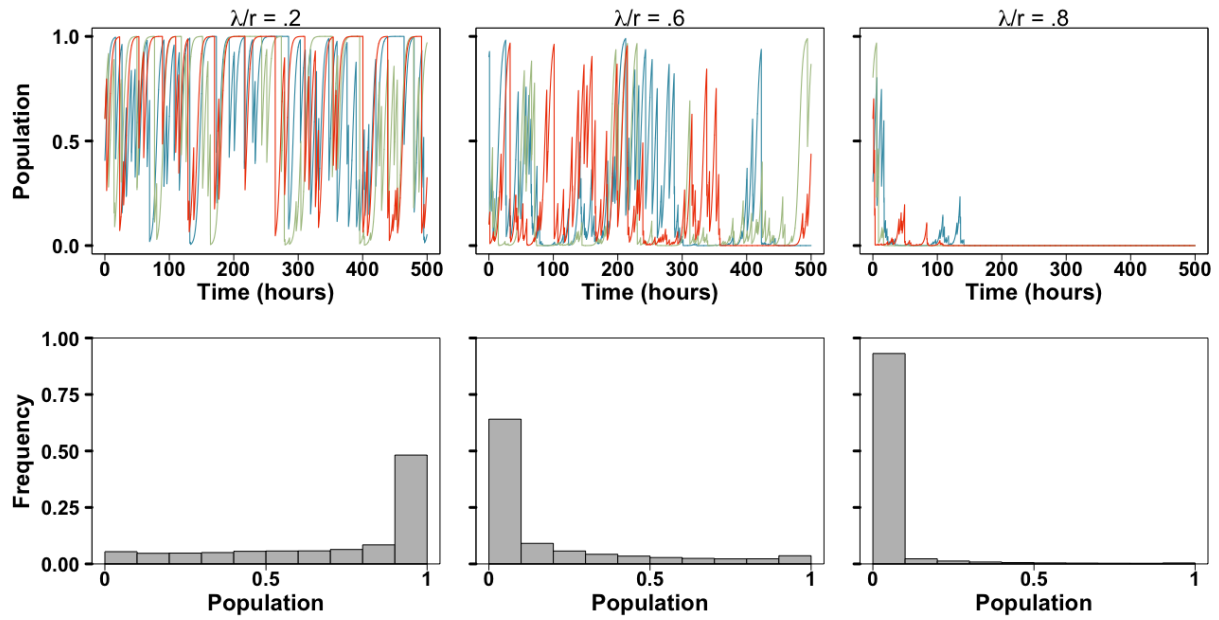 λ/r = .2 λ/r = .6 λ/r = .8
Population
1.0
0.5
0.0
0 100 200 300 400 500 0 100 200 300 400 500 0 100 200 300 400 500
Time (hours) Time (hours) Time (hours)
Frequency
1.00
0.75
0.50
0.25
0.00
0 0.5 1 0 0.5 1 0 0.5 1
Population Population Population